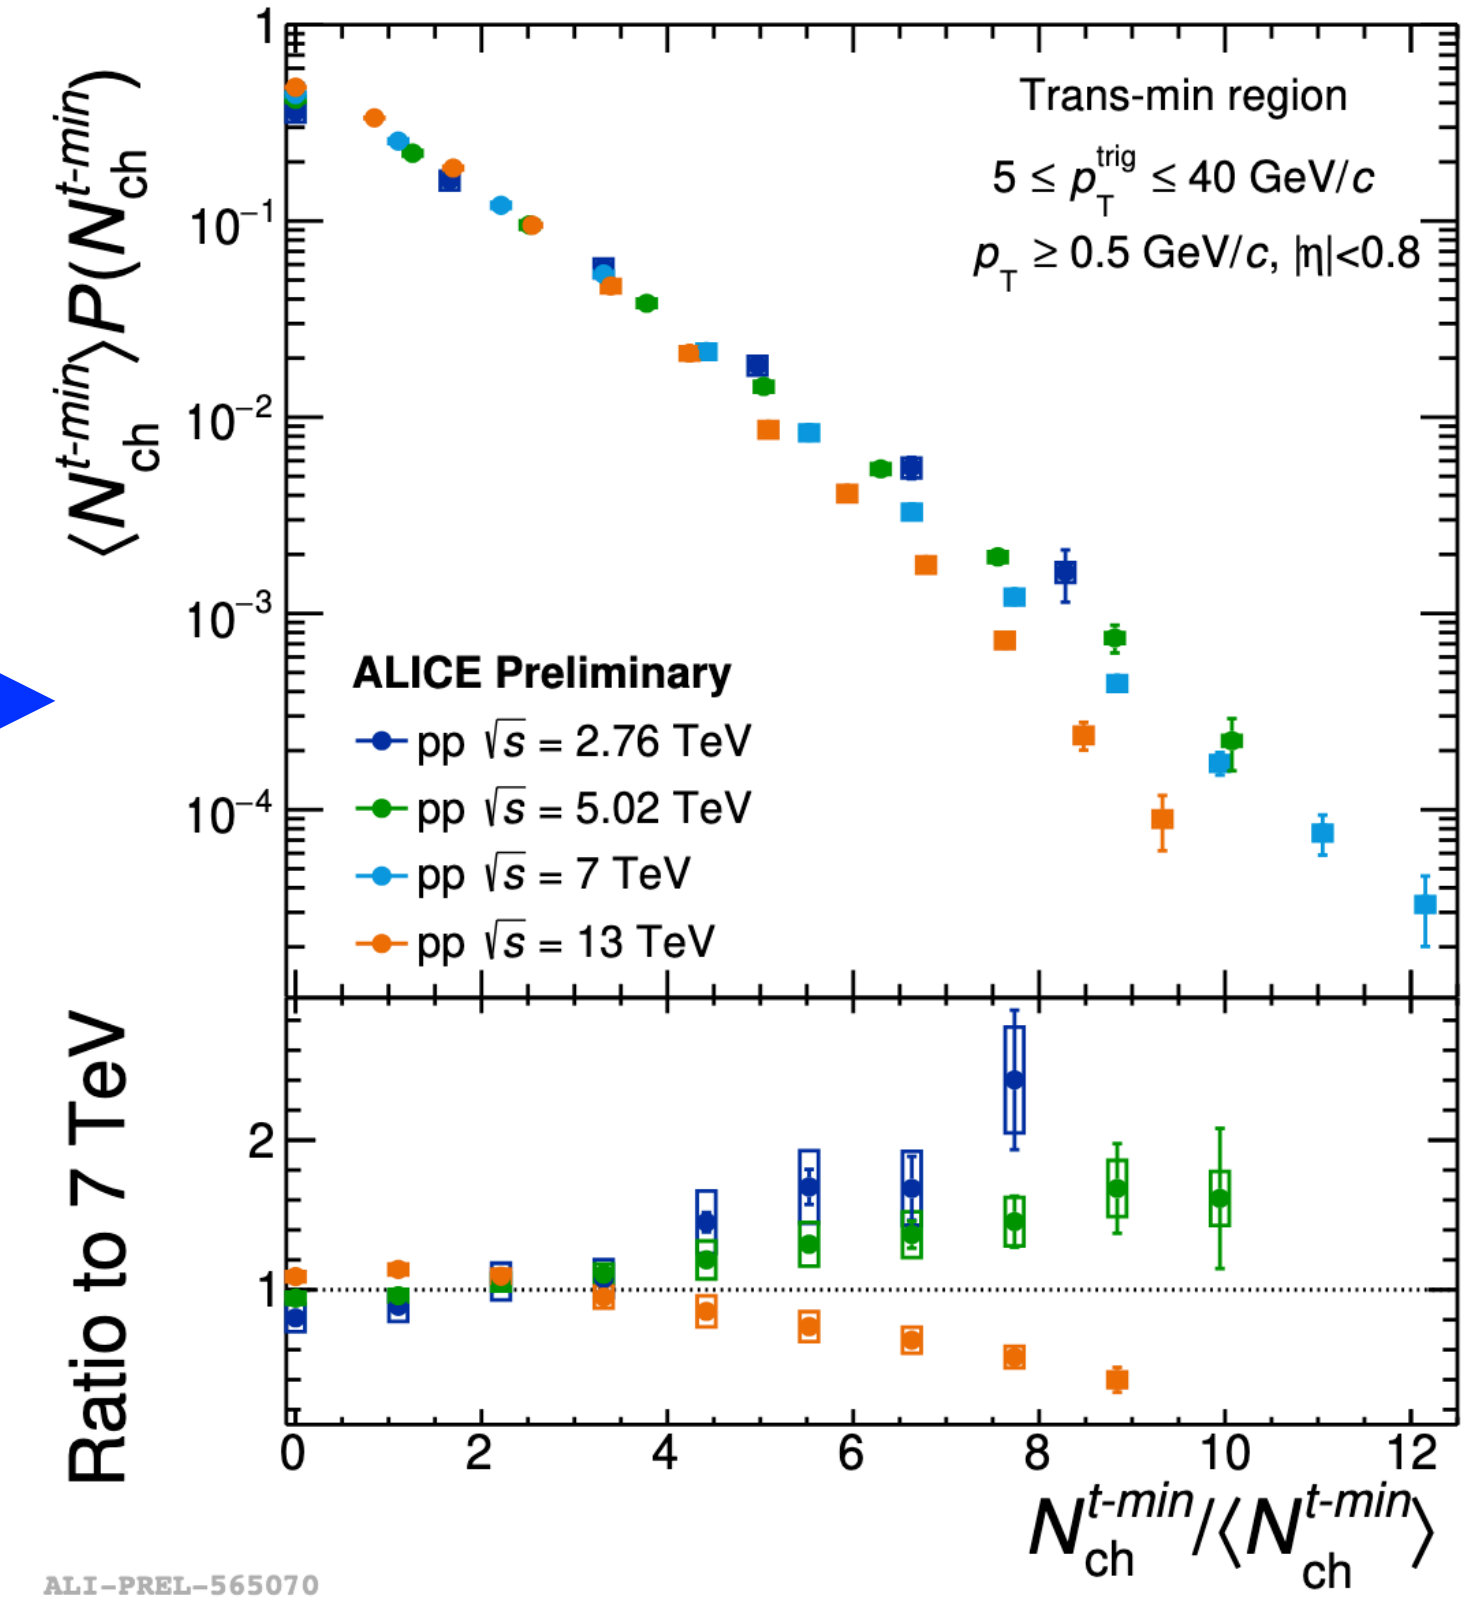 1
10⁻¹
10⁻²
10⁻³
10⁻⁴
⟨N_ch^{t-min}⟩P(N_ch^{t-min})
Trans-min region
5 ≤ p_T^{trig} ≤ 40 GeV/c
p_T ≥ 0.5 GeV/c, |η|<0.8
ALICE Preliminary
pp √s = 2.76 TeV
pp √s = 5.02 TeV
pp √s = 7 TeV
pp √s = 13 TeV
Ratio to 7 TeV
2
1
0 2 4 6 8 10 12
N_ch^{t-min}/⟨N_ch^{t-min}⟩
ALI-PREL-565070